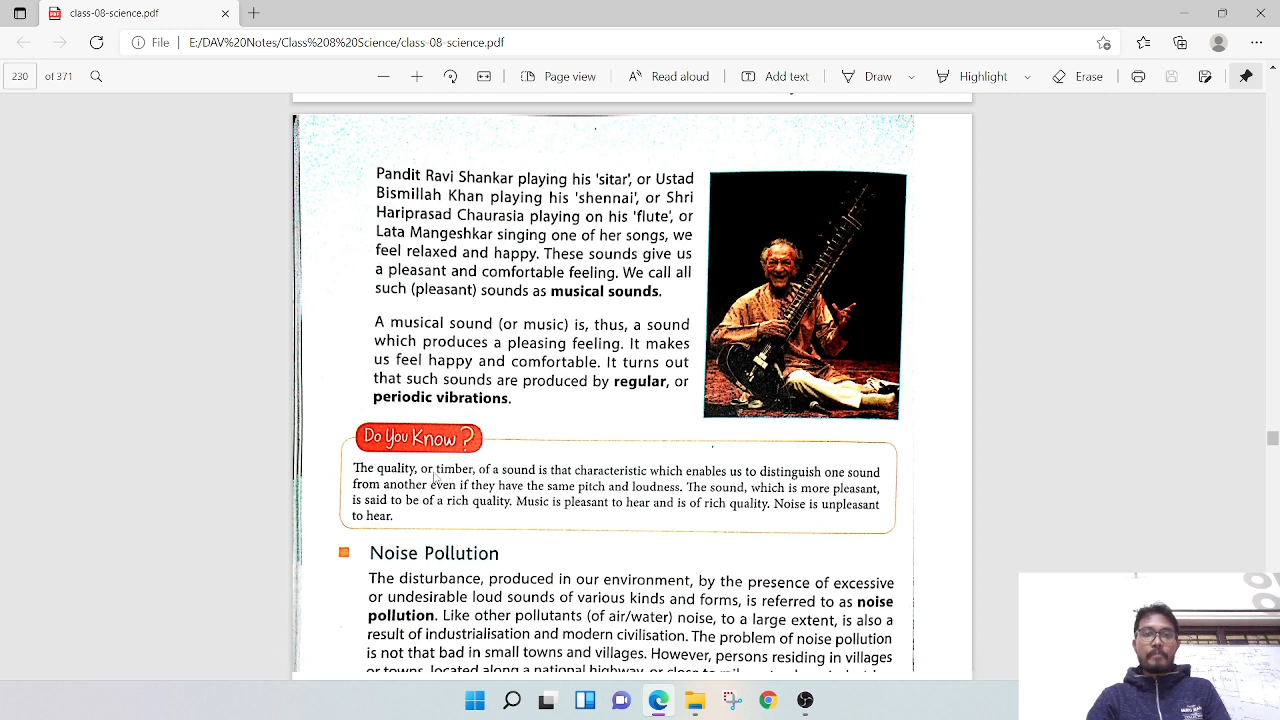 class-08-science.pdf
File E:/DAV%20Notes/Class%208%20Science/class-08-science.pdf
230 of 371 Page view Read aloud Add text Draw Highlight Erase
Pandit Ravi Shankar playing his 'sitar', or Ustad
Bismillah Khan playing his 'shennai', or Shri
Hariprasad Chaurasia playing on his 'flute', or
Lata Mangeshkar singing one of her songs, we
feel relaxed and happy. These sounds give us
a pleasant and comfortable feeling. We call all
such (pleasant) sounds as musical sounds.
A musical sound (or music) is, thus, a sound
which produces a pleasing feeling. It makes
us feel happy and comfortable. It turns out
that such sounds are produced by regular, or
periodic vibrations.
Do You Know ?
The quality, or timber, of a sound is that characteristic which enables us to distinguish one sound
from another even if they have the same pitch and loudness. The sound, which is more pleasant,
is said to be of a rich quality. Music is pleasant to hear and is of rich quality. Noise is unpleasant
to hear.
Noise Pollution
The disturbance, produced in our environment, by the presence of excessive
or undesirable loud sounds of various kinds and forms, is referred to as noise
pollution. Like other pollutants (of air/water) noise, to a large extent, is also a
result of industrialisation and modern civilisation. The problem of noise pollution
is not that bad in small towns and villages. However, persons residing in villages
or towns, located along a national highway or close to